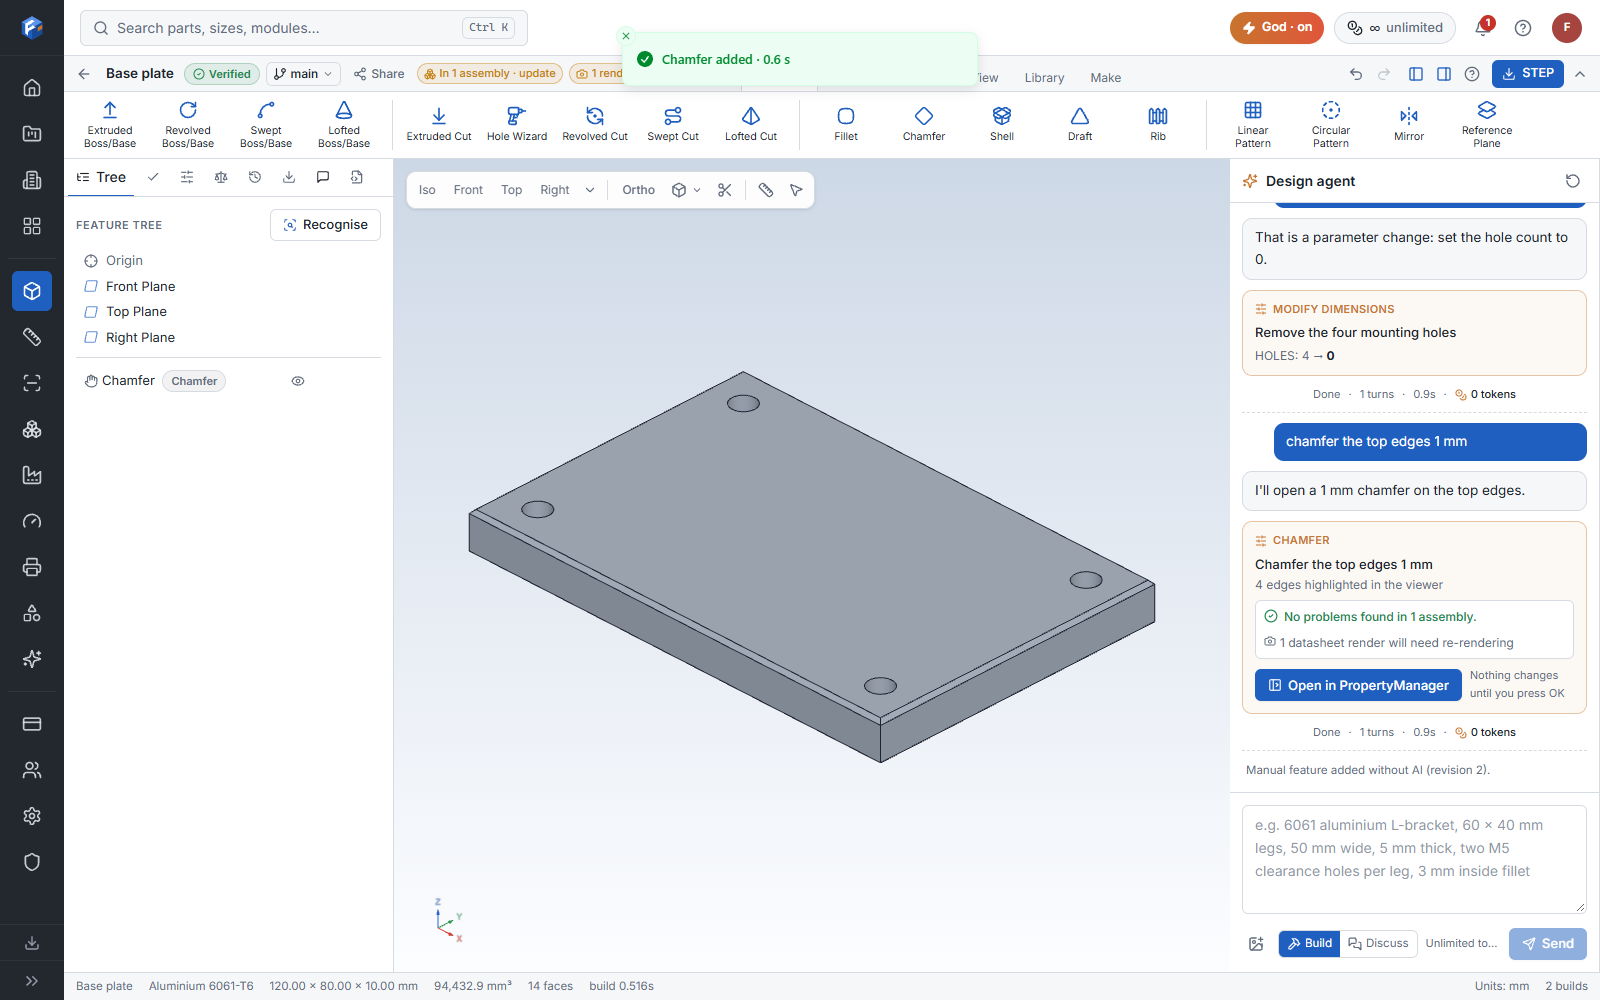 Search parts, sizes, modules...
Ctrl K
God · on
∞ unlimited
1
F
Base plate
Verified
main
Share
In 1 assembly · update
1 rend
Chamfer added · 0.6 s
Library
Make
STEP
Extruded Boss/Base
Revolved Boss/Base
Swept Boss/Base
Lofted Boss/Base
Extruded Cut
Hole Wizard
Revolved Cut
Swept Cut
Lofted Cut
Fillet
Chamfer
Shell
Draft
Rib
Linear Pattern
Circular Pattern
Mirror
Reference Plane
Tree
FEATURE TREE
Recognise
Origin
Front Plane
Top Plane
Right Plane
Chamfer
Chamfer
Iso
Front
Top
Right
Ortho
Z
Y
X
Design agent
That is a parameter change: set the hole count to
0.
MODIFY DIMENSIONS
Remove the four mounting holes
HOLES: 4 → 0
Done · 1 turns · 0.9s · 0 tokens
chamfer the top edges 1 mm
I'll open a 1 mm chamfer on the top edges.
CHAMFER
Chamfer the top edges 1 mm
4 edges highlighted in the viewer
No problems found in 1 assembly.
1 datasheet render will need re-rendering
Open in PropertyManager
Nothing changes
until you press OK
Done · 1 turns · 0.9s · 0 tokens
Manual feature added without AI (revision 2).
e.g. 6061 aluminium L-bracket, 60 × 40 mm
legs, 50 mm wide, 5 mm thick, two M5
clearance holes per leg, 3 mm inside fillet
Build
Discuss
Unlimited to...
Send
Base plate
Aluminium 6061-T6
120.00 × 80.00 × 10.00 mm
94,432.9 mm³
14 faces
build 0.516s
Units: mm
2 builds